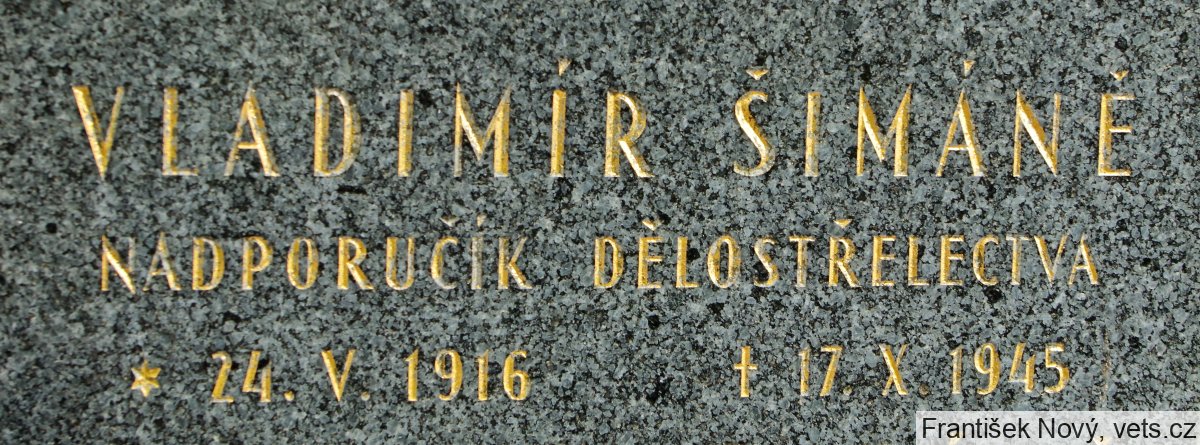 VLADIMÍR ŠIMÁNĚ
NADPORUČÍK DĚLOSTŘELECTVA
* 24. V. 1916 † 17. X. 1945
František Nový, vets.cz